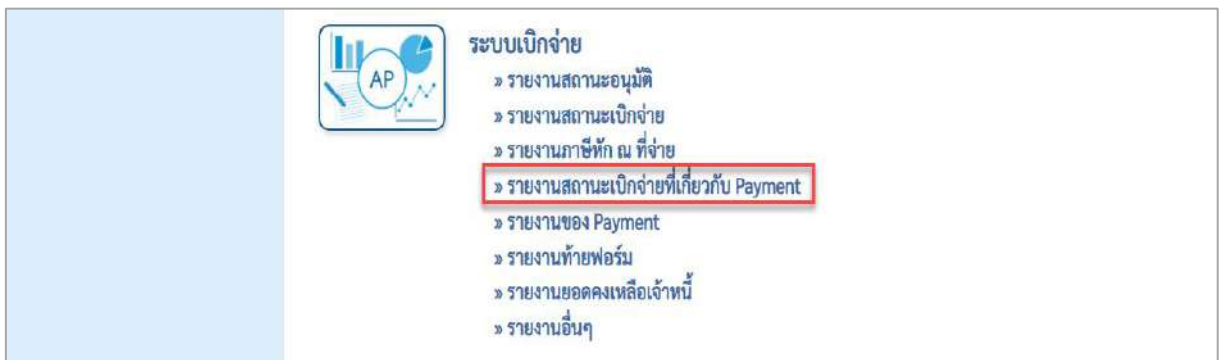 ระบบเบิกจ่าย
AP
» รายงานสถานะอนุมัติ
» รายงานสถานะเบิกจ่าย
» รายงานภาษีหัก ณ ที่จ่าย
» รายงานสถานะเบิกจ่ายที่เกี่ยวกับ Payment
» รายงานของ Payment
» รายงานท้ายฟอร์ม
» รายงานยอดคงเหลือเจ้าหนี้
» รายงานอื่นๆ